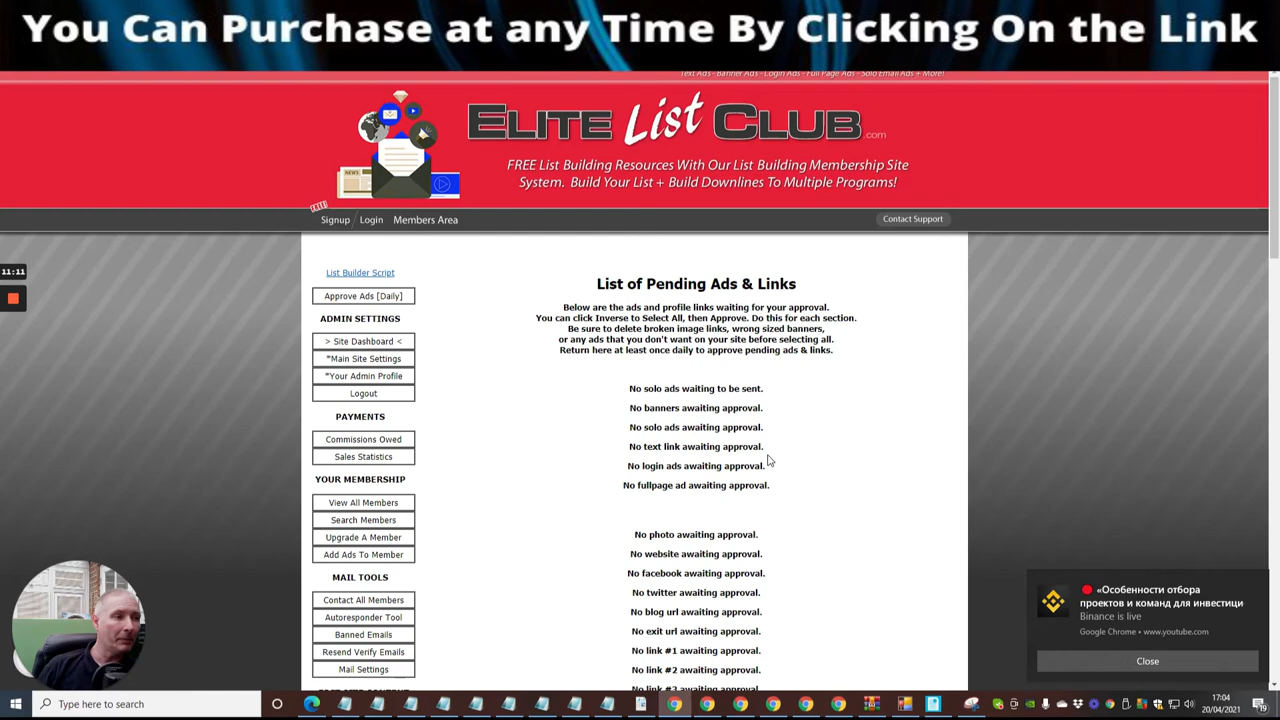 You Can Purchase at any Time By Clicking On the Link
Text Ads - Banner Ads - Login Ads - Full Page Ads - Solo Email Ads + More!
ELITE List CLUB.com
FREE List Building Resources With Our List Building Membership Site
System. Build Your List + Build Downlines To Multiple Programs!
NEWS
FREE
Signup / Login Members Area
Contact Support
11:11
List Builder Script
Approve Ads [Daily]
ADMIN SETTINGS
> Site Dashboard <
*Main Site Settings
*Your Admin Profile
Logout
PAYMENTS
Commissions Owed
Sales Statistics
YOUR MEMBERSHIP
View All Members
Search Members
Upgrade A Member
Add Ads To Member
MAIL TOOLS
Contact All Members
Autoresponder Tool
Banned Emails
Resend Verify Emails
Mail Settings
List of Pending Ads & Links
Below are the ads and profile links waiting for your approval.
You can click Inverse to Select All, then Approve. Do this for each section.
Be sure to delete broken image links, wrong sized banners,
or any ads that you don't want on your site before selecting all.
Return here at least once daily to approve pending ads & links.
No solo ads waiting to be sent.
No banners awaiting approval.
No solo ads awaiting approval.
No text link awaiting approval.
No login ads awaiting approval.
No fullpage ad awaiting approval.
No photo awaiting approval.
No website awaiting approval.
No facebook awaiting approval.
No twitter awaiting approval.
No blog url awaiting approval.
No exit url awaiting approval.
No link #1 awaiting approval.
No link #2 awaiting approval.
No link #3 awaiting approval.
«Особенности отбора
проектов и команд для инвестици
Binance is live
Google Chrome • www.youtube.com
Close
Type here to search
17:04
20/04/2021
19